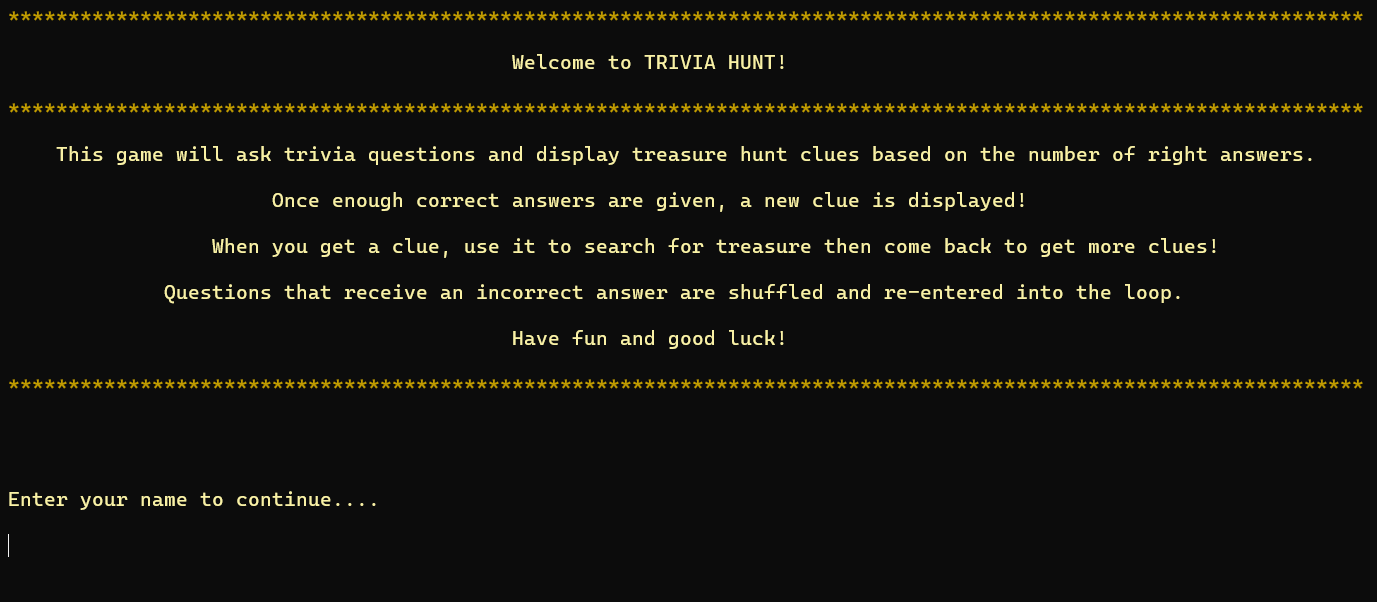 *****************************************************************************************************************
Welcome to TRIVIA HUNT!
*****************************************************************************************************************
This game will ask trivia questions and display treasure hunt clues based on the number of right answers.
Once enough correct answers are given, a new clue is displayed!
When you get a clue, use it to search for treasure then come back to get more clues!
Questions that receive an incorrect answer are shuffled and re-entered into the loop.
Have fun and good luck!
*****************************************************************************************************************
Enter your name to continue....